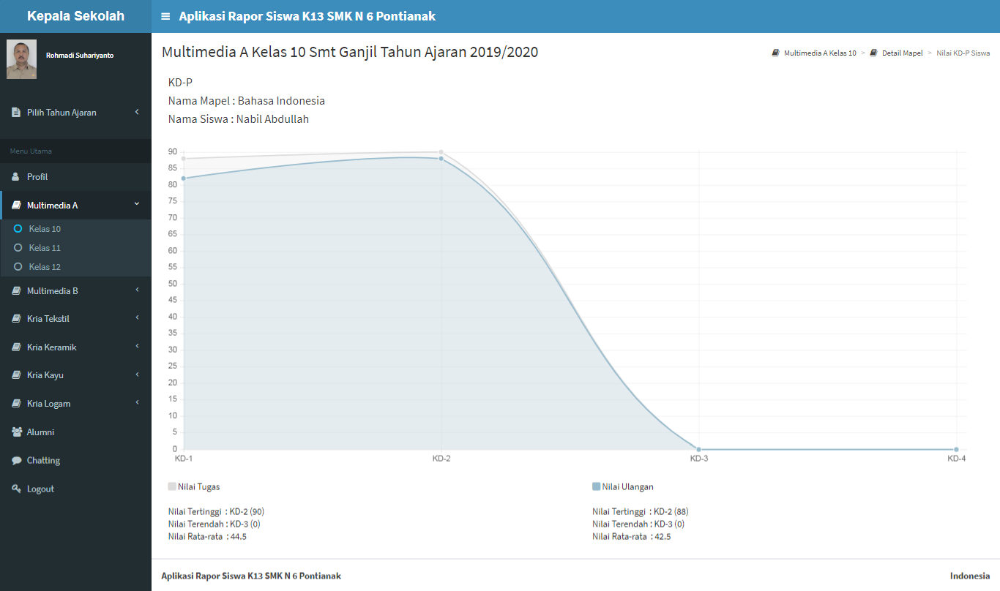 Kepala Sekolah
Aplikasi Rapor Siswa K13 SMK N 6 Pontianak
Rohmadi Suhariyanto
Pilih Tahun Ajaran
Menu Utama
Profil
Multimedia A
Kelas 10
Kelas 11
Kelas 12
Multimedia B
Kria Tekstil
Kria Keramik
Kria Kayu
Kria Logam
Alumni
Chatting
Logout
Multimedia A Kelas 10 Smt Ganjil Tahun Ajaran 2019/2020
Multimedia A Kelas 10 > Detail Mapel > Nilai KD-P Siswa
KD-P
Nama Mapel : Bahasa Indonesia
Nama Siswa : Nabil Abdullah
90
85
80
75
70
65
60
55
50
45
40
35
30
25
20
15
10
5
0
KD-1 KD-2 KD-3 KD-4
Nilai Tugas
Nilai Tertinggi : KD-2 (90)
Nilai Terendah : KD-3 (0)
Nilai Rata-rata : 44.5
Nilai Ulangan
Nilai Tertinggi : KD-2 (88)
Nilai Terendah : KD-3 (0)
Nilai Rata-rata : 42.5
Aplikasi Rapor Siswa K13 SMK N 6 Pontianak
Indonesia